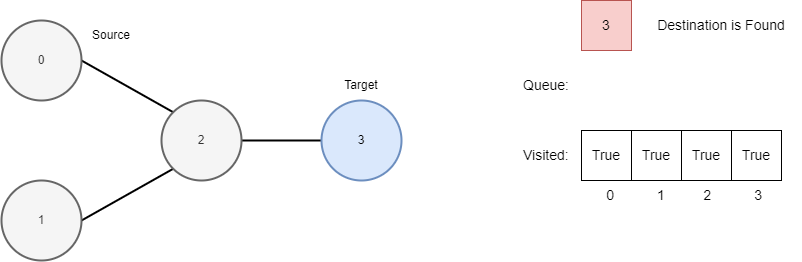 Source
0
Target
2
3
1
3 Destination is Found
Queue:
Visited: True True True True
0 1 2 3